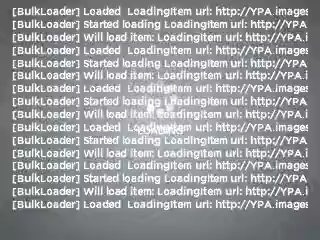 [BulkLoader] Loaded LoadingItem url: http://YPA.images
[BulkLoader] Started loading LoadingItem url: http://YPA
[BulkLoader] Will load item: LoadingItem url: http://YPA.i
[BulkLoader] Loaded LoadingItem url: http://YPA.images
[BulkLoader] Started loading LoadingItem url: http://YPA
[BulkLoader] Will load item: LoadingItem url: http://YPA.i
[BulkLoader] Loaded LoadingItem url: http://YPA.images
[BulkLoader] Started loading LoadingItem url: http://YPA
[BulkLoader] Will load item: LoadingItem url: http://YPA.i
[BulkLoader] Loaded LoadingItem url: http://YPA.images
[BulkLoader] Started loading LoadingItem url: http://YPA
[BulkLoader] Will load item: LoadingItem url: http://YPA.i
[BulkLoader] Loaded LoadingItem url: http://YPA.images
[BulkLoader] Started loading LoadingItem url: http://YPA
[BulkLoader] Will load item: LoadingItem url: http://YPA.i
[BulkLoader] Loaded LoadingItem url: http://YPA.images